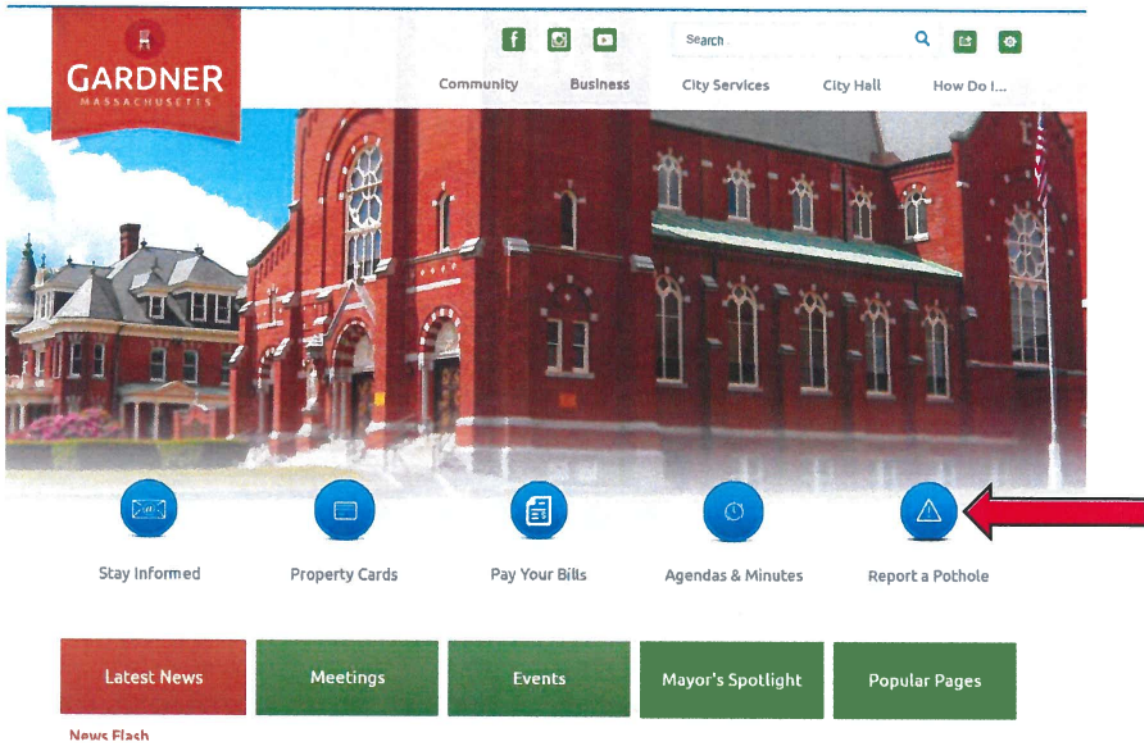 GARDNER
MASSACHUSETTS
Search
Community Business City Services City Hall How Do I...
Stay Informed Property Cards Pay Your Bills Agendas & Minutes Report a Pothole
Latest News Meetings Events Mayor's Spotlight Popular Pages
News Flash